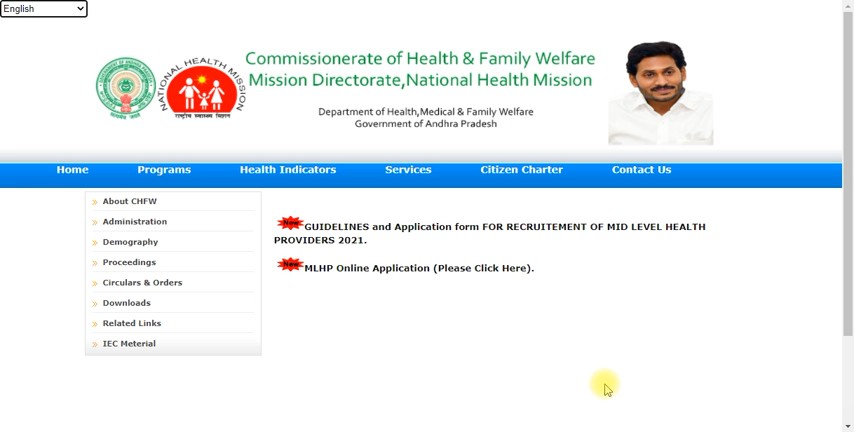 English
Commissionerate of Health & Family Welfare
Mission Directorate,National Health Mission
NATIONAL HEALTH MISSION
राष्ट्रीय स्वास्थ्य मिशन
Department of Health,Medical & Family Welfare
Government of Andhra Pradesh
Home Programs Health Indicators Services Citizen Charter Contact Us
About CHFW
Administration
Demography
Proceedings
Circulars & Orders
Downloads
Related Links
IEC Meterial
New GUIDELINES and Application form FOR RECRUITEMENT OF MID LEVEL HEALTH
PROVIDERS 2021.
New MLHP Online Application (Please Click Here).